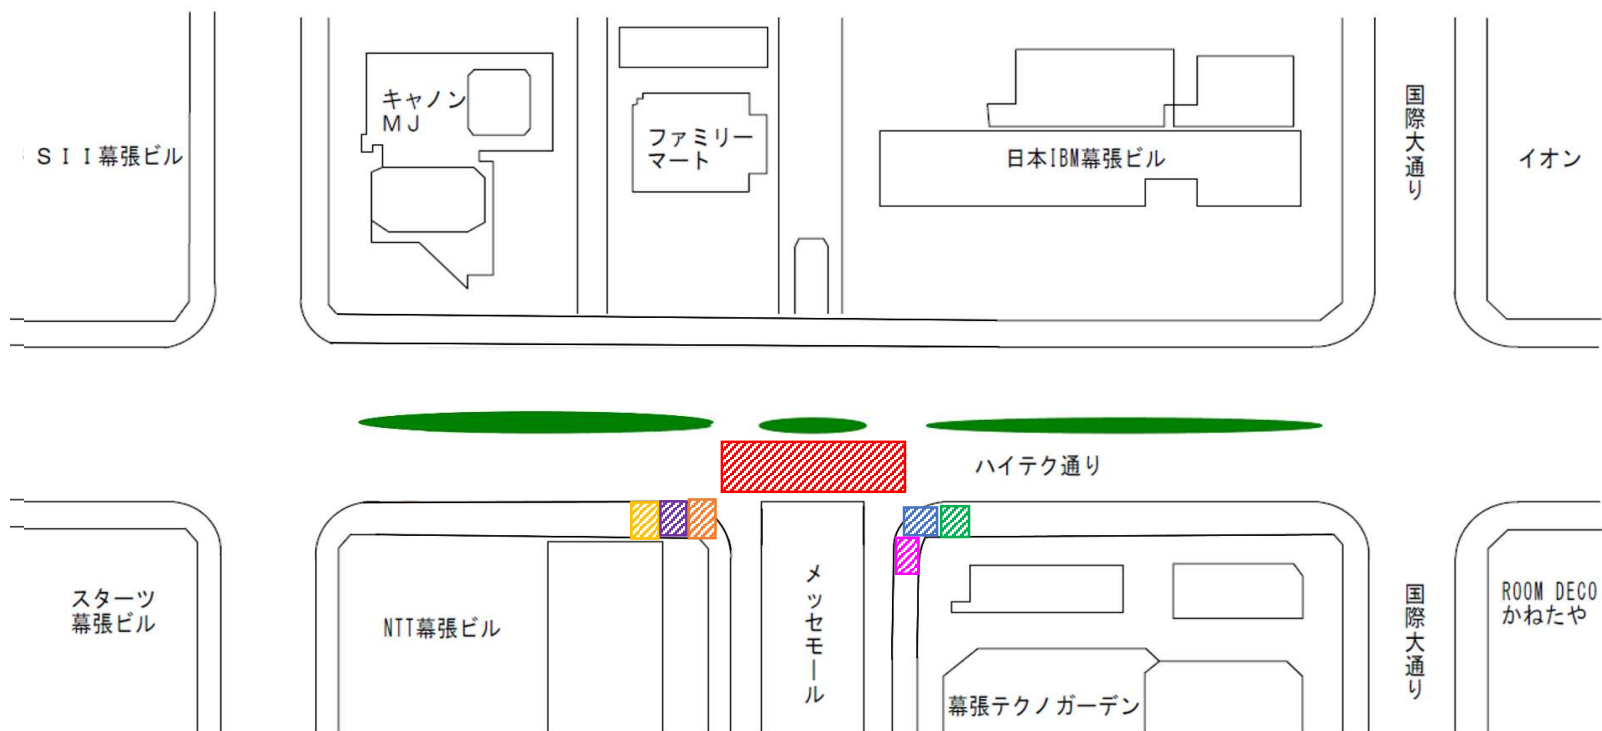 キャノン
ＭＪ
ファミリー
マート
ＳＩＩ幕張ビル
日本IBM幕張ビル
国際大通り
イオン
ハイテク通り
スターツ
幕張ビル
NTT幕張ビル
メッセモール
幕張テクノガーデン
国際大通り
ROOM DECO
かねたや